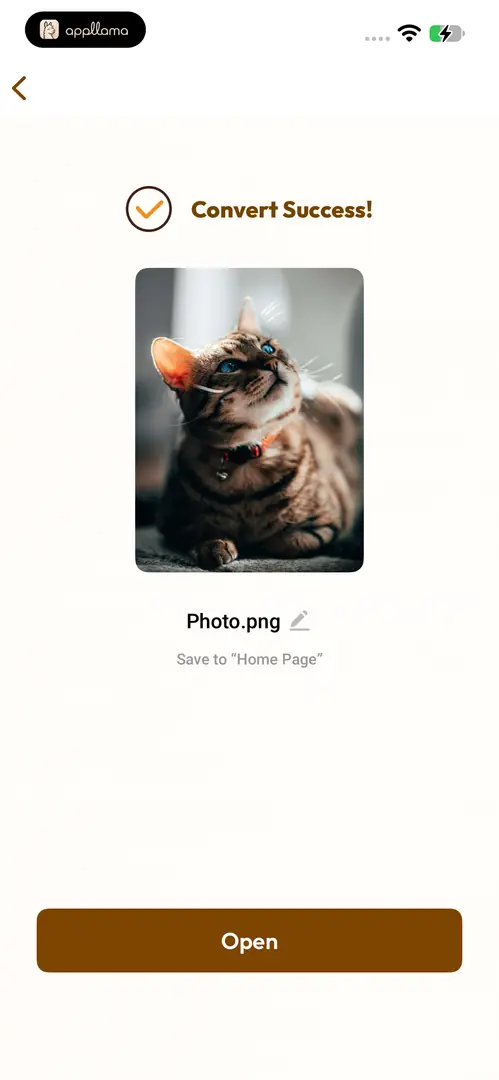 appllama
Convert Success!
Photo.png
Save to “Home Page”
Open